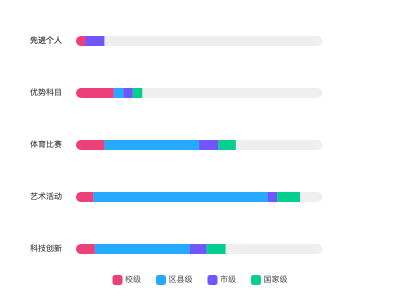 先进个人
优势科目
体育比赛
艺术活动
科技创新
校级 区县级 市级 国家级